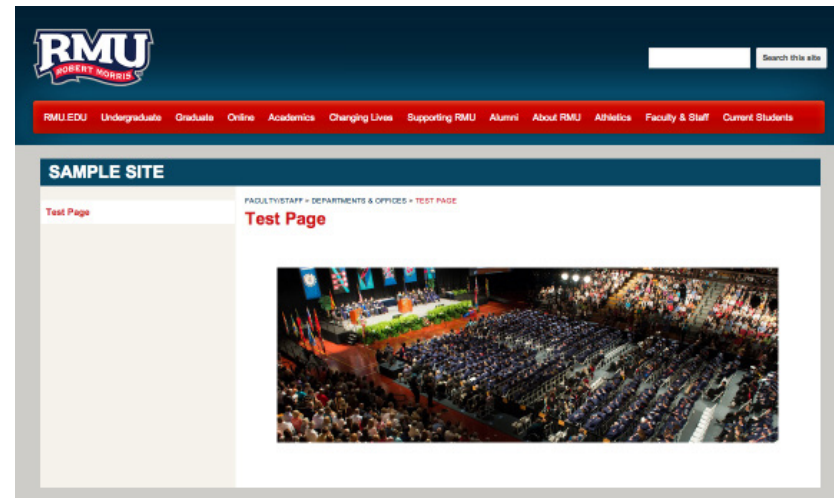 RMU
ROBERT MORRIS
Search this site
RMU.EDU Undergraduate Graduate Online Academics Changing Lives Supporting RMU Alumni About RMU Athletics Faculty & Staff Current Students
SAMPLE SITE
Test Page
FACULTY/STAFF » DEPARTMENTS & OFFICES » TEST PAGE
Test Page